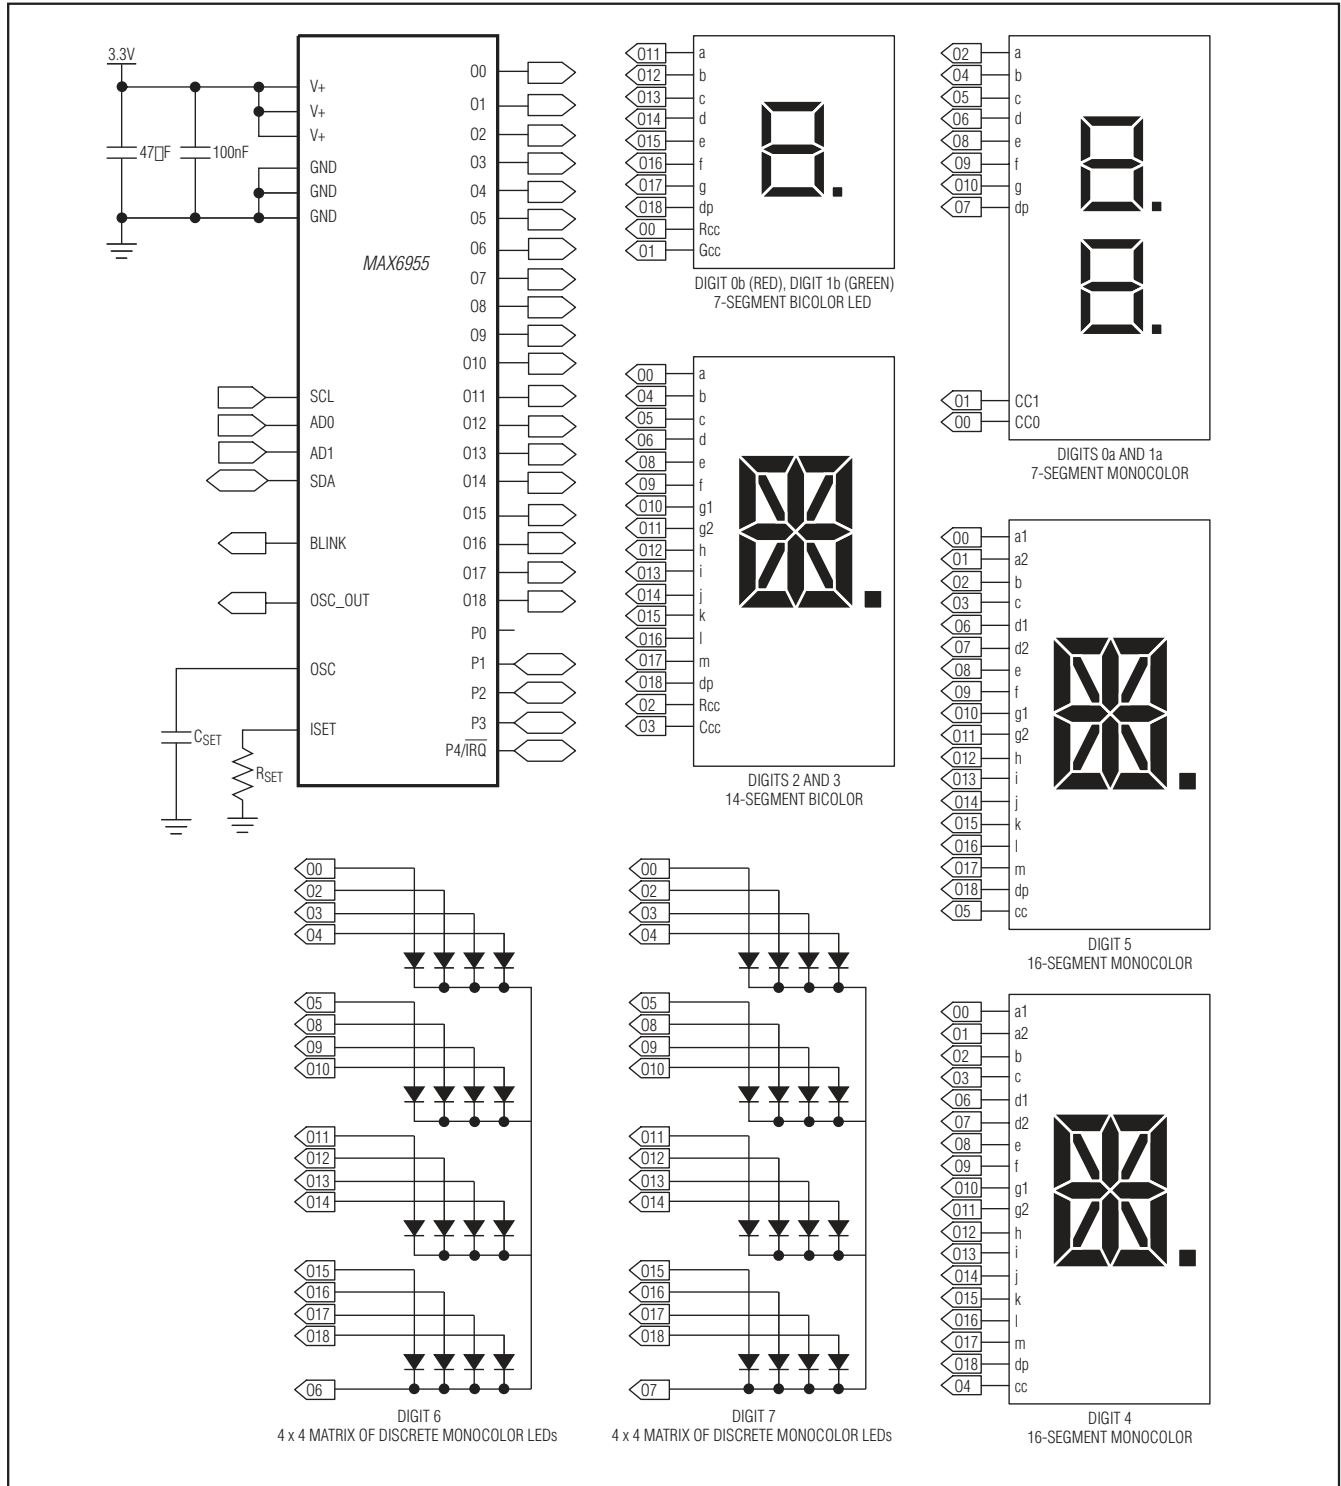 3.3V
47▯F
100nF
V+
V+
V+
GND
GND
GND
MAX6955
SCL
AD0
AD1
SDA
BLINK
OSC_OUT
OSC
ISET
CSET
RSET
O0
O1
O2
O3
O4
O5
O6
O7
O8
O9
O10
O11
O12
O13
O14
O15
O16
O17
O18
P0
P1
P2
P3
P4/IRQ
O11 a
O12 b
O13 c
O14 d
O15 e
O16 f
O17 g
O18 dp
O0 Rcc
O1 Gcc
DIGIT 0b (RED), DIGIT 1b (GREEN)
7-SEGMENT BICOLOR LED
O2 a
O4 b
O5 c
O6 d
O8 e
O9 f
O10 g
O7 dp
O1 CC1
O0 CC0
DIGITS 0a AND 1a
7-SEGMENT MONOCOLOR
O0 a
O4 b
O5 c
O6 d
O8 e
O9 f
O10 g1
O11 g2
O12 h
O13 i
O14 j
O15 k
O16 l
O17 m
O18 dp
O2 Rcc
O3 Ccc
DIGITS 2 AND 3
14-SEGMENT BICOLOR
O0 a1
O1 a2
O2 b
O3 c
O6 d1
O7 d2
O8 e
O9 f
O10 g1
O11 g2
O12 h
O13 i
O14 j
O15 k
O16 l
O17 m
O18 dp
O5 cc
DIGIT 5
16-SEGMENT MONOCOLOR
O0
O2
O3
O4
O5
O8
O9
O10
O11
O12
O13
O14
O15
O16
O17
O18
O6
DIGIT 6
4 x 4 MATRIX OF DISCRETE MONOCOLOR LEDs
O0
O2
O3
O4
O5
O8
O9
O10
O11
O12
O13
O14
O15
O16
O17
O18
O7
DIGIT 7
4 x 4 MATRIX OF DISCRETE MONOCOLOR LEDs
O0 a1
O1 a2
O2 b
O3 c
O6 d1
O7 d2
O8 e
O9 f
O10 g1
O11 g2
O12 h
O13 i
O14 j
O15 k
O16 l
O17 m
O18 dp
O4 cc
DIGIT 4
16-SEGMENT MONOCOLOR